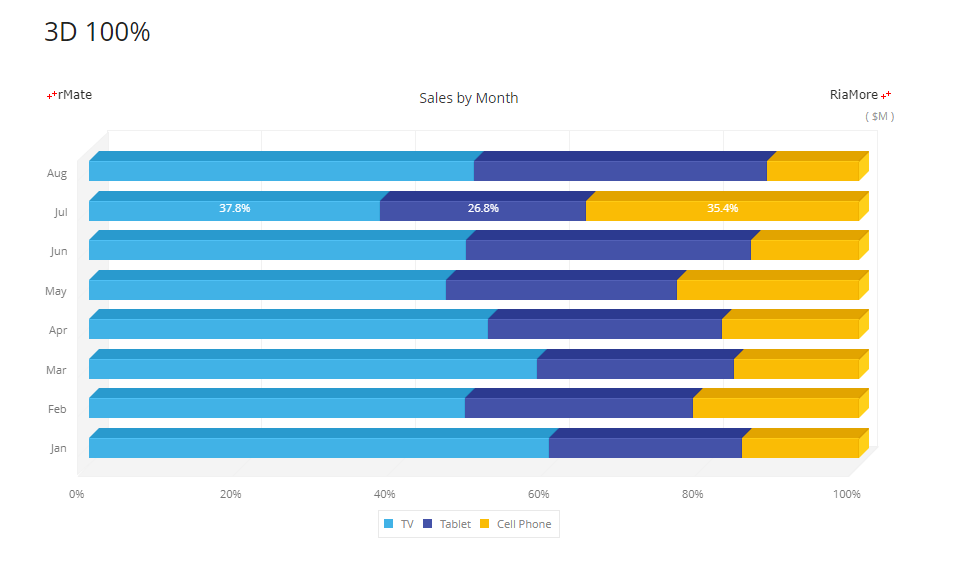 3D 100%
rMate
Sales by Month
RiaMore
( $M )
Aug
Jul 37.8% 26.8% 35.4%
Jun
May
Apr
Mar
Feb
Jan
0% 20% 40% 60% 80% 100%
TV Tablet Cell Phone